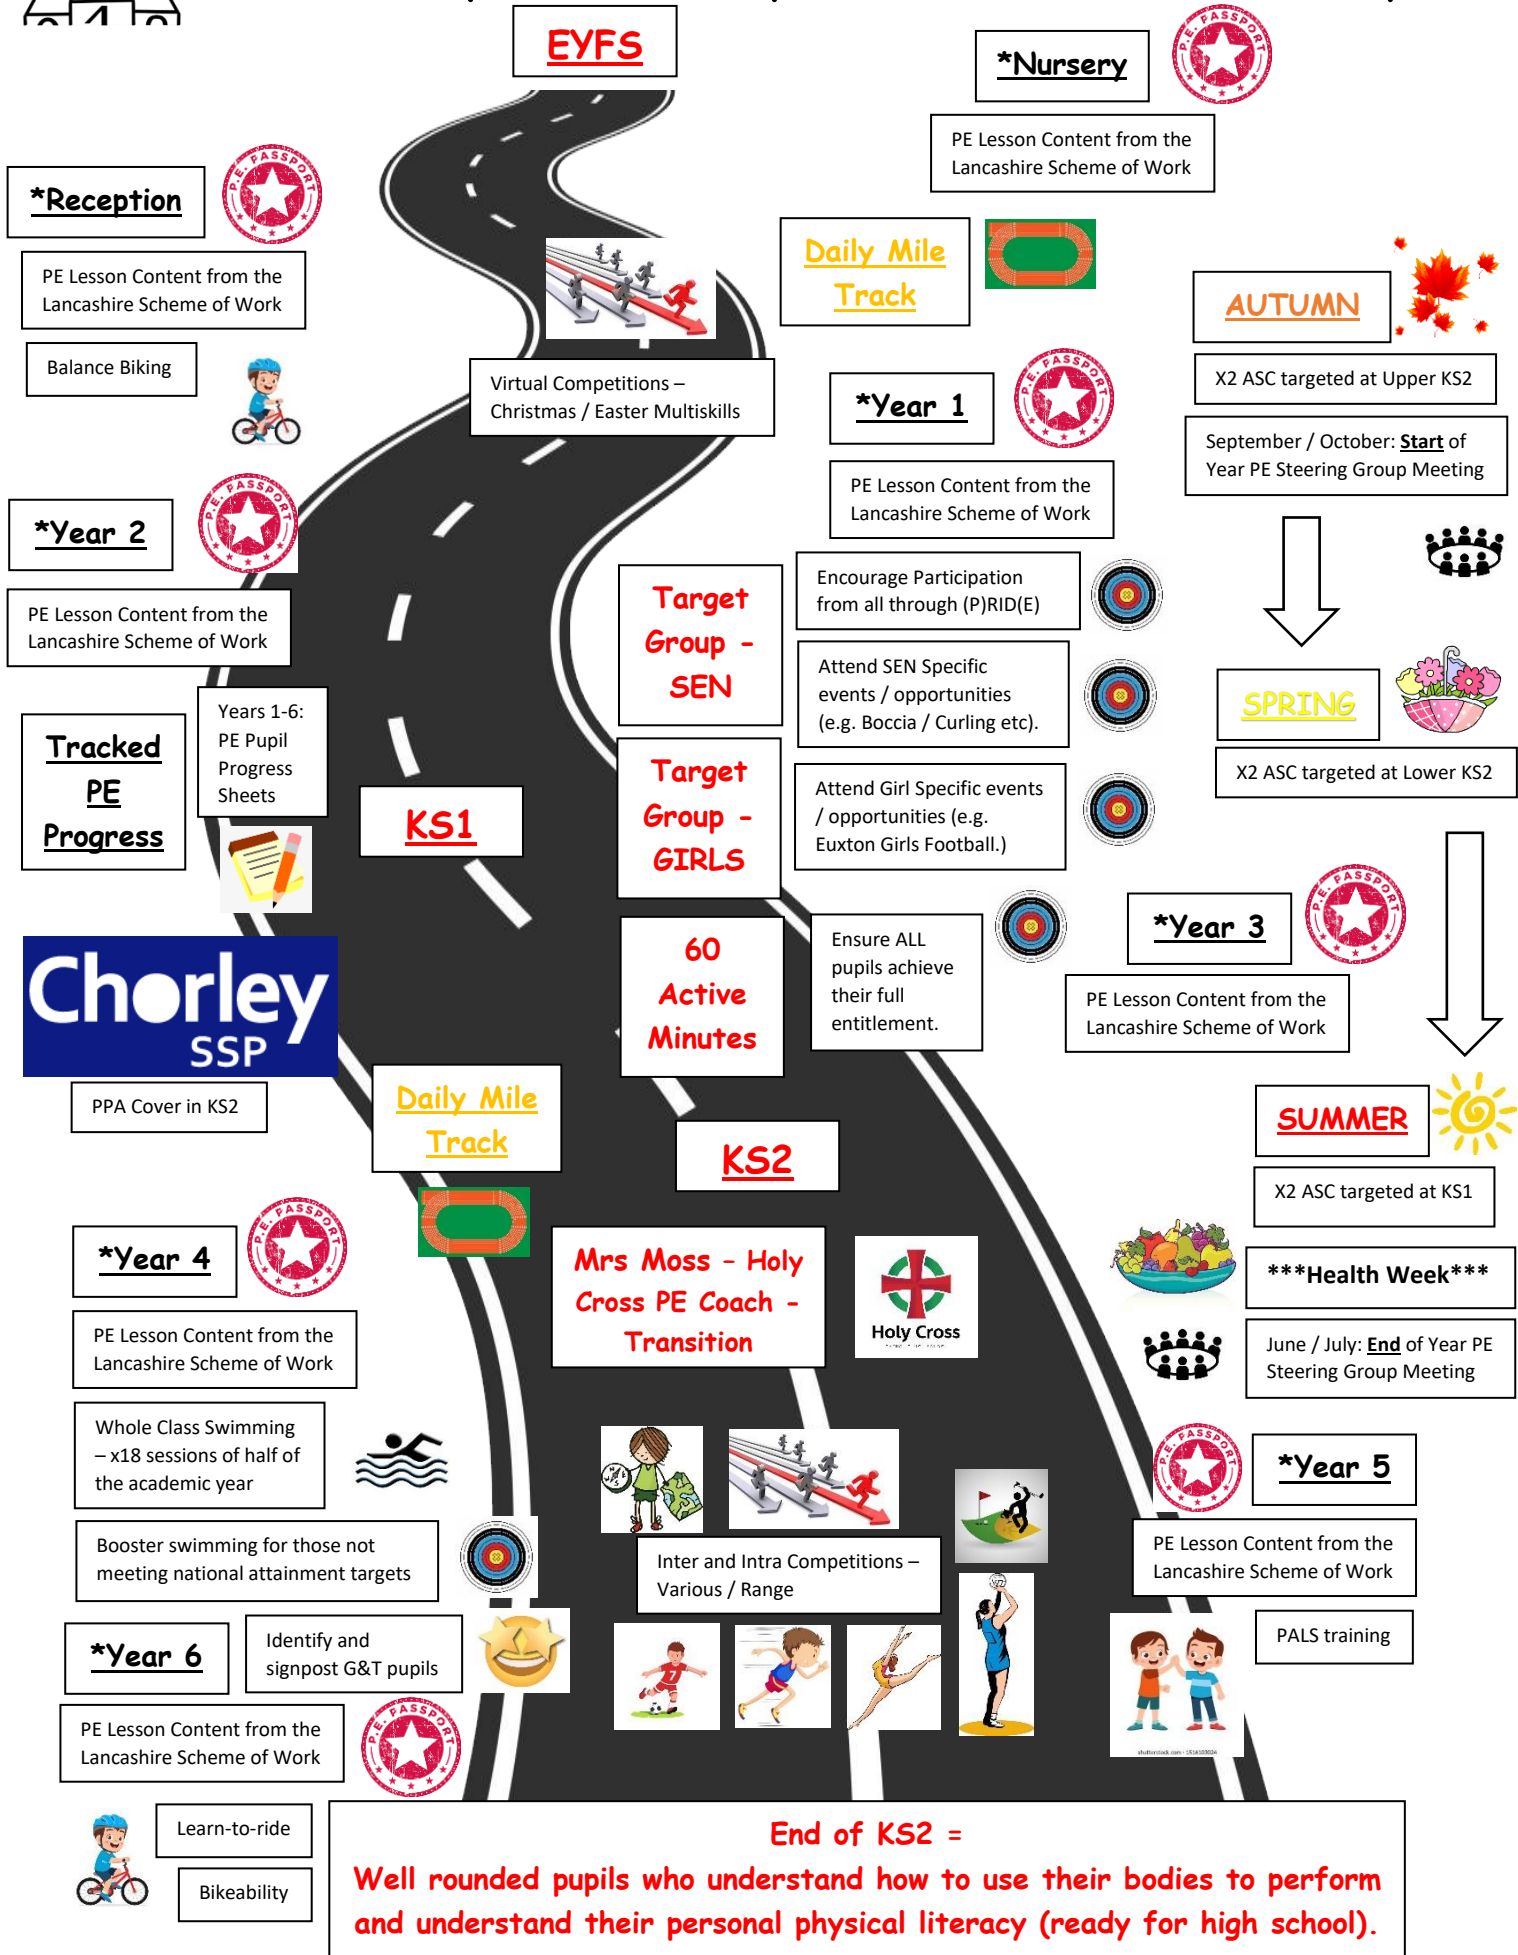 4
EYFS
*Nursery
P.E. PASSPORT
PE Lesson Content from the
Lancashire Scheme of Work
*Reception
P.E. PASSPORT
PE Lesson Content from the
Lancashire Scheme of Work
Balance Biking
Daily Mile
Track
AUTUMN
X2 ASC targeted at Upper KS2
September / October: Start of
Year PE Steering Group Meeting
Virtual Competitions –
Christmas / Easter Multiskills
*Year 1
P.E. PASSPORT
PE Lesson Content from the
Lancashire Scheme of Work
*Year 2
P.E. PASSPORT
PE Lesson Content from the
Lancashire Scheme of Work
Target
Group -
SEN
Encourage Participation
from all through (P)RID(E)
Attend SEN Specific
events / opportunities
(e.g. Boccia / Curling etc).
SPRING
X2 ASC targeted at Lower KS2
Tracked
PE
Progress
Years 1-6:
PE Pupil
Progress
Sheets
KS1
Target
Group -
GIRLS
Attend Girl Specific events
/ opportunities (e.g.
Euxton Girls Football.)
60
Active
Minutes
Ensure ALL
pupils achieve
their full
entitlement.
*Year 3
P.E. PASSPORT
PE Lesson Content from the
Lancashire Scheme of Work
Chorley
SSP
PPA Cover in KS2
Daily Mile
Track
KS2
SUMMER
X2 ASC targeted at KS1
***Health Week***
June / July: End of Year PE
Steering Group Meeting
*Year 4
P.E. PASSPORT
PE Lesson Content from the
Lancashire Scheme of Work
Whole Class Swimming
– x18 sessions of half of
the academic year
Booster swimming for those not
meeting national attainment targets
Mrs Moss - Holy
Cross PE Coach -
Transition
Holy Cross
Inter and Intra Competitions –
Various / Range
7
*Year 5
P.E. PASSPORT
PE Lesson Content from the
Lancashire Scheme of Work
PALS training
shutterstock.com · 1516103024
*Year 6
Identify and
signpost G&T pupils
P.E. PASSPORT
PE Lesson Content from the
Lancashire Scheme of Work
Learn-to-ride
Bikeability
End of KS2 =
Well rounded pupils who understand how to use their bodies to perform
and understand their personal physical literacy (ready for high school).